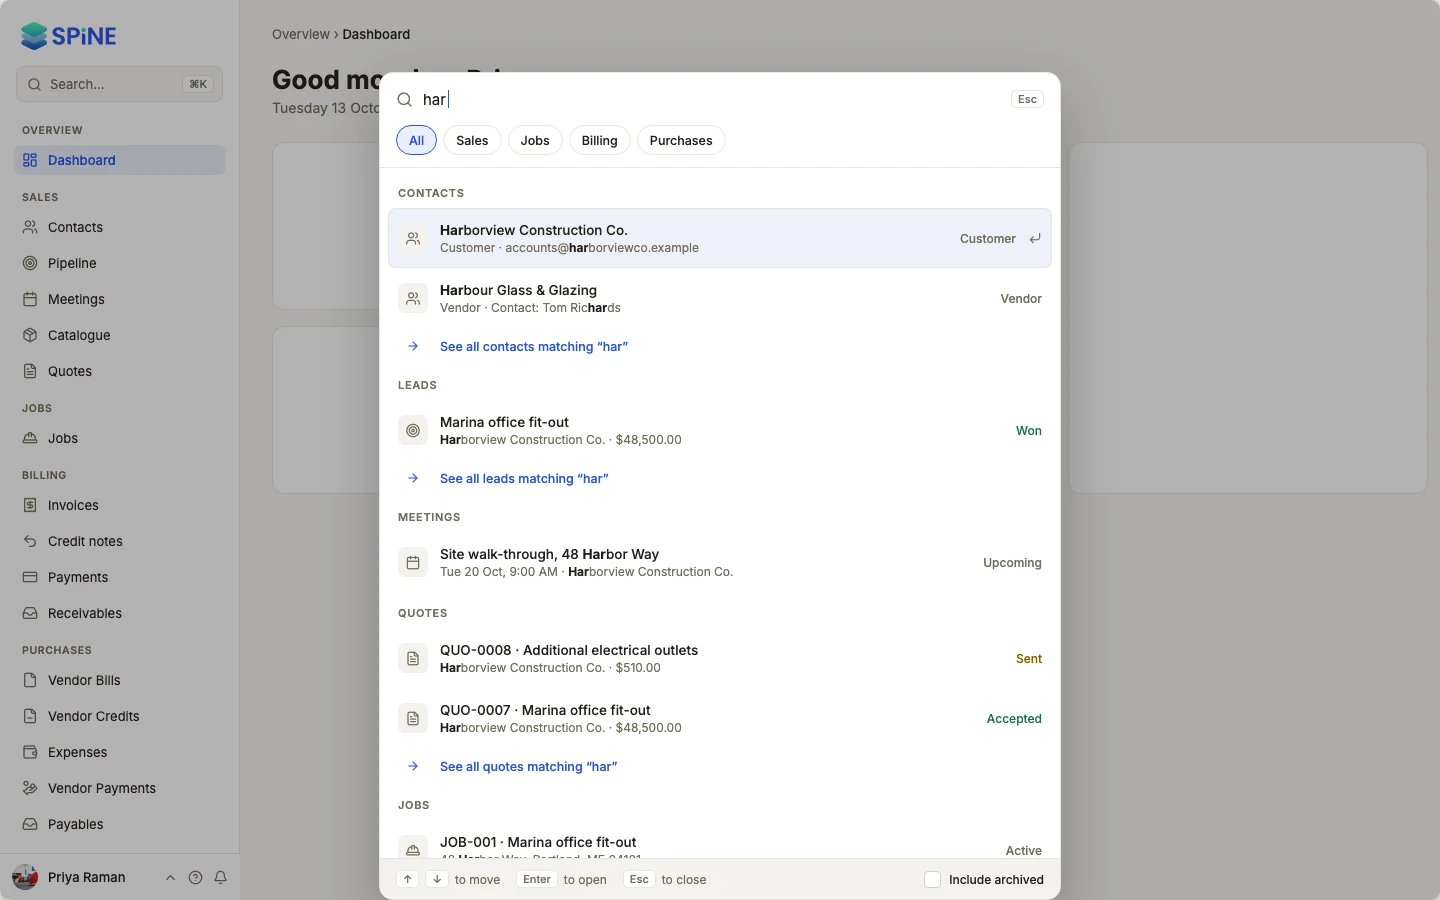 SPiNE
Search...
⌘K
OVERVIEW
Dashboard
SALES
Contacts
Pipeline
Meetings
Catalogue
Quotes
JOBS
Jobs
BILLING
Invoices
Credit notes
Payments
Receivables
PURCHASES
Vendor Bills
Vendor Credits
Expenses
Vendor Payments
Payables
Priya Raman
Overview › Dashboard
Good
Tuesday 13
har
Esc
All
Sales
Jobs
Billing
Purchases
CONTACTS
Harborview Construction Co.
Customer · accounts@harborviewco.example
Customer
Harbour Glass & Glazing
Vendor · Contact: Tom Richards
Vendor
See all contacts matching “har”
LEADS
Marina office fit-out
Harborview Construction Co. · $48,500.00
Won
See all leads matching “har”
MEETINGS
Site walk-through, 48 Harbor Way
Tue 20 Oct, 9:00 AM · Harborview Construction Co.
Upcoming
QUOTES
QUO-0008 · Additional electrical outlets
Harborview Construction Co. · $510.00
Sent
QUO-0007 · Marina office fit-out
Harborview Construction Co. · $48,500.00
Accepted
See all quotes matching “har”
JOBS
JOB-001 · Marina office fit-out
Active
↑ ↓ to move Enter to open Esc to close
Include archived